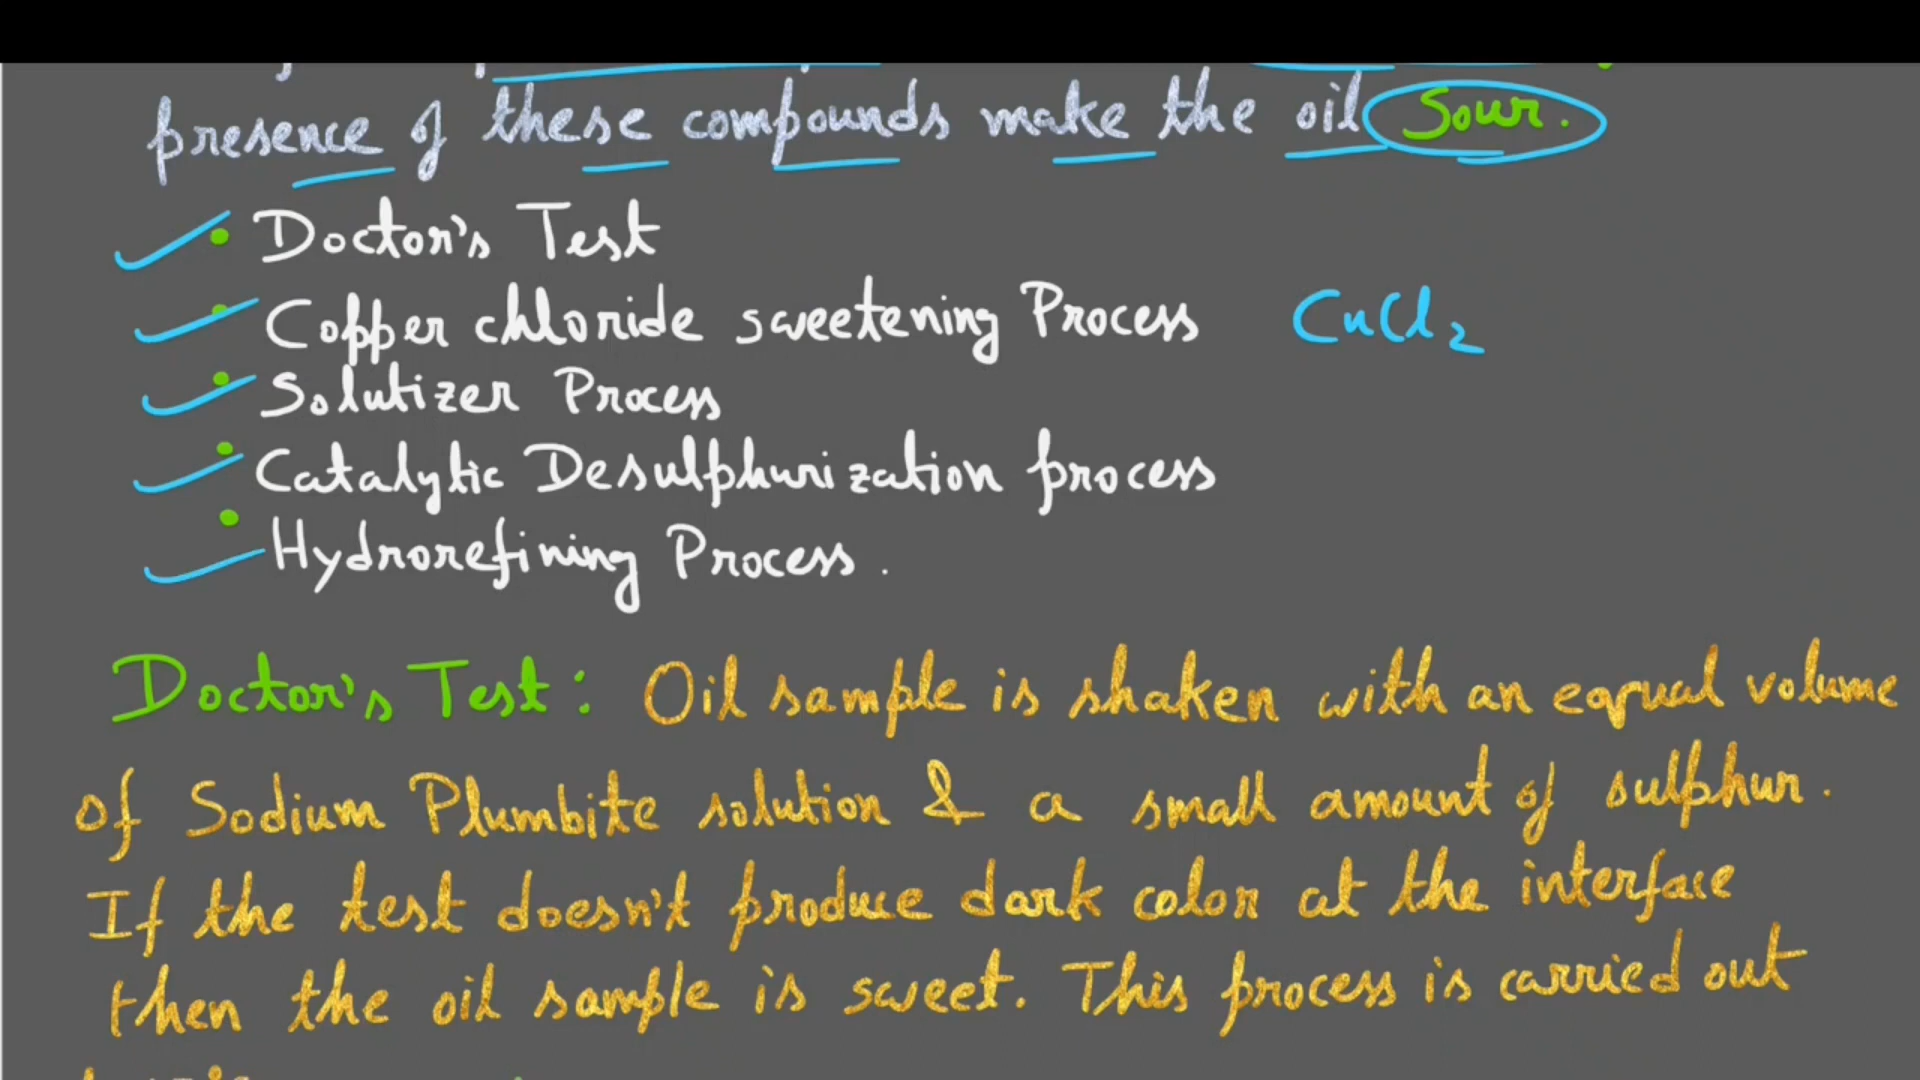 presence of these compounds make the oil Sour.
Doctor's Test
Copper chloride sweetening Process CuCl2
Solutizer Process
Catalytic Desulphurization process
Hydrorefining Process.
Doctor's Test: Oil sample is shaken with an equal volume
of Sodium Plumbite solution & a small amount of sulphur.
If the test doesn't produce dark color at the interface
then the oil sample is sweet. This process is carried out